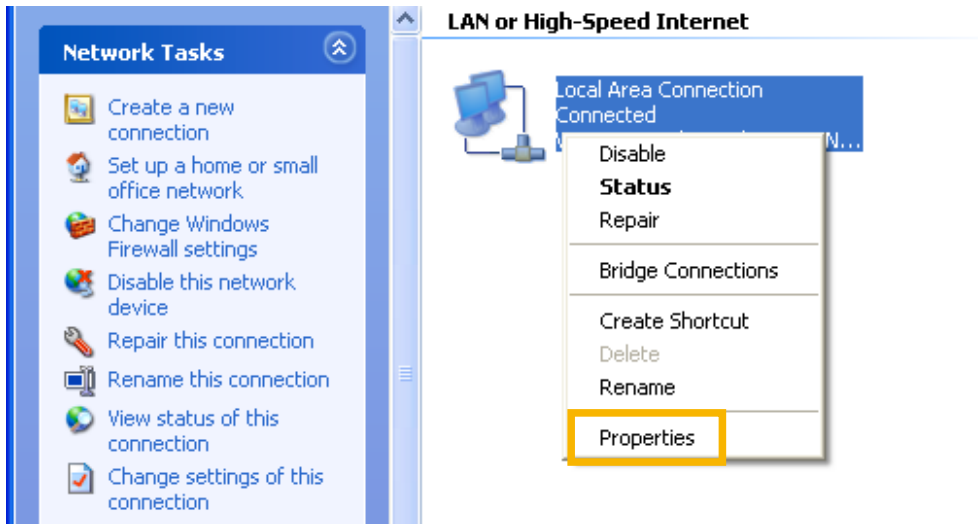 Network Tasks
Create a new
connection
Set up a home or small
office network
Change Windows
Firewall settings
Disable this network
device
Repair this connection
Rename this connection
View status of this
connection
Change settings of this
connection
LAN or High-Speed Internet
Local Area Connection
Connected
N...
Disable
Status
Repair
Bridge Connections
Create Shortcut
Delete
Rename
Properties